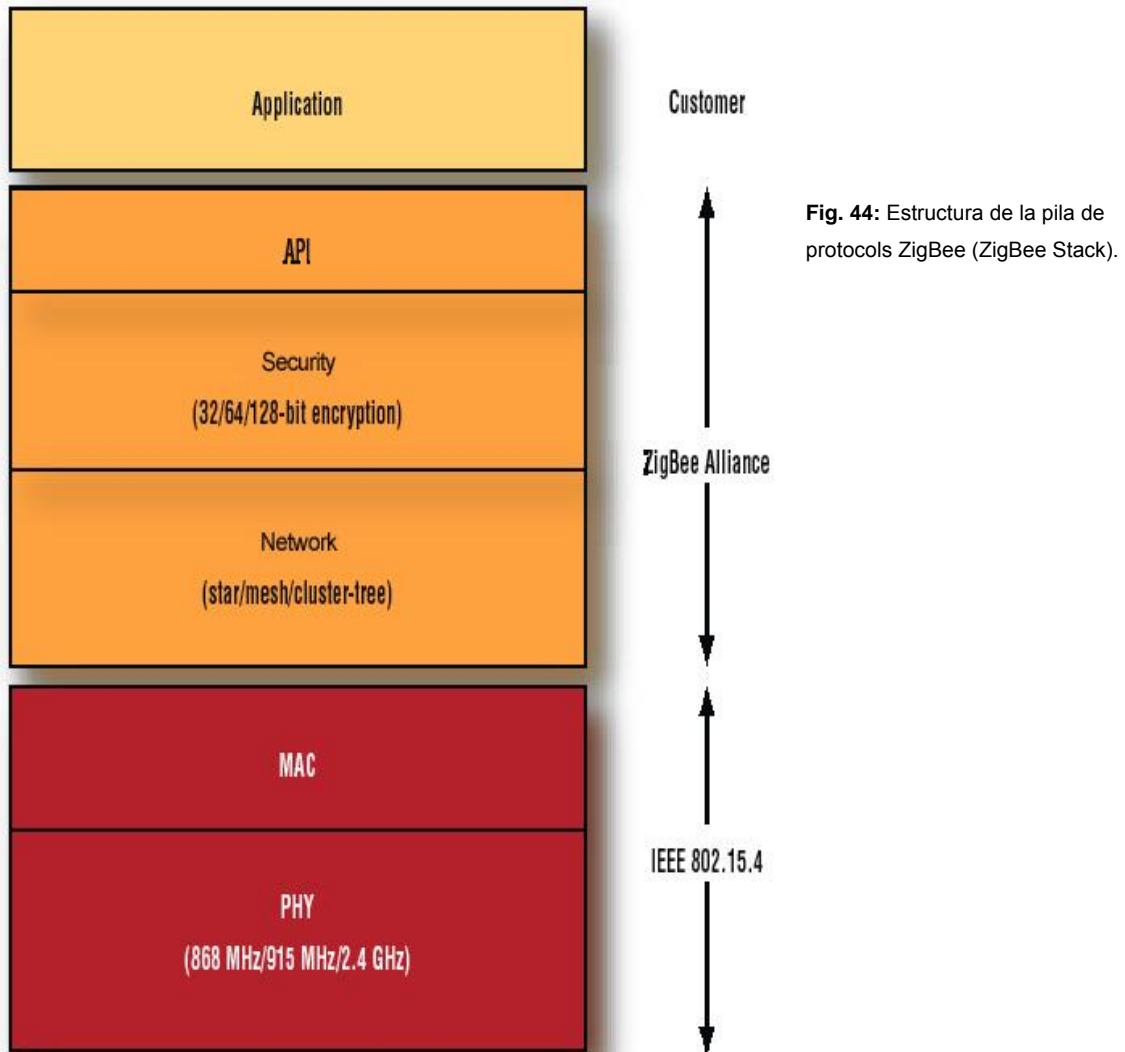 Application
Customer
Fig. 44: Estructura de la pila de
protocols ZigBee (ZigBee Stack).
API
Security
(32/64/128-bit encryption)
ZigBee Alliance
Network
(star/mesh/cluster-tree)
MAC
IEEE 802.15.4
PHY
(868 MHz/915 MHz/2.4 GHz)